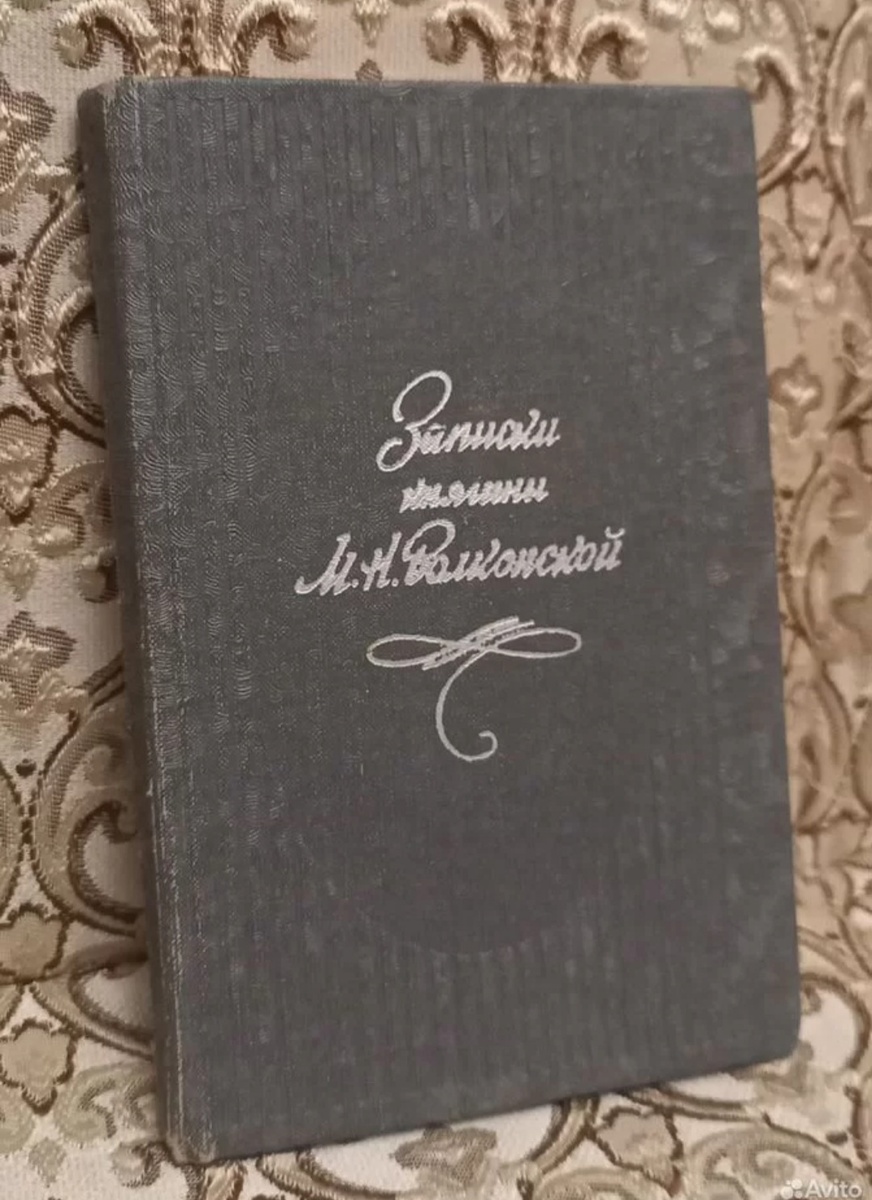 Записки
княгини
М.Н. Волконской
Avito